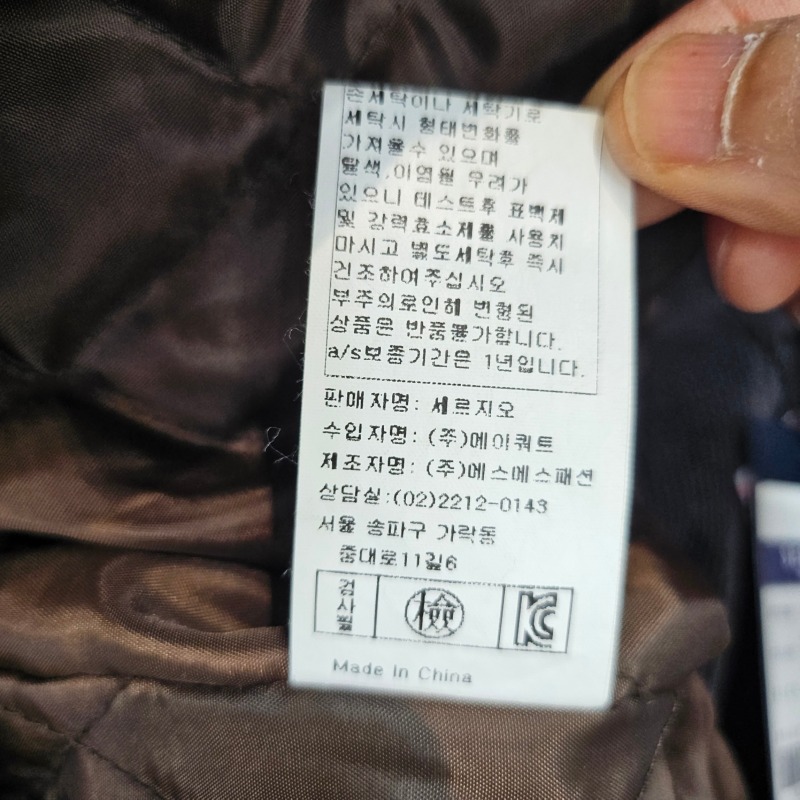 손세탁이나 세탁기로
세탁시 형태변화를
가져올수 있으며
탈색,이염될 우려가
있으니 테스트후 표백제
및 강력효소제를 사용치
마시고 별도세탁후 즉시
건조하여주십시오
부주의로인해 변형된
상품은 반품불가합니다.
a/s보증기간은 1년입니다.
판매자명: 세르지오
수입자명: (주)에이쿼트
제조자명: (주)에스에스패션
상담실:(02)2212-0143
서울 송파구 가락동
중대로11길6
검사필 檢 KC
Made In China